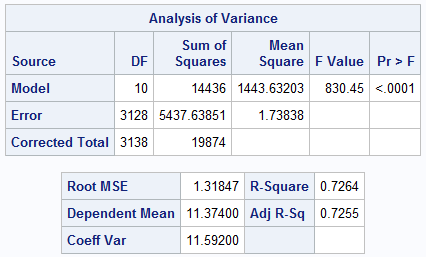 Analysis of Variance
Source DF Sum of Squares Mean Square F Value Pr > F
Model 10 14436 1443.63203 830.45 <.0001
Error 3128 5437.63851 1.73838
Corrected Total 3138 19874
Root MSE 1.31847 R-Square 0.7264
Dependent Mean 11.37400 Adj R-Sq 0.7255
Coeff Var 11.59200